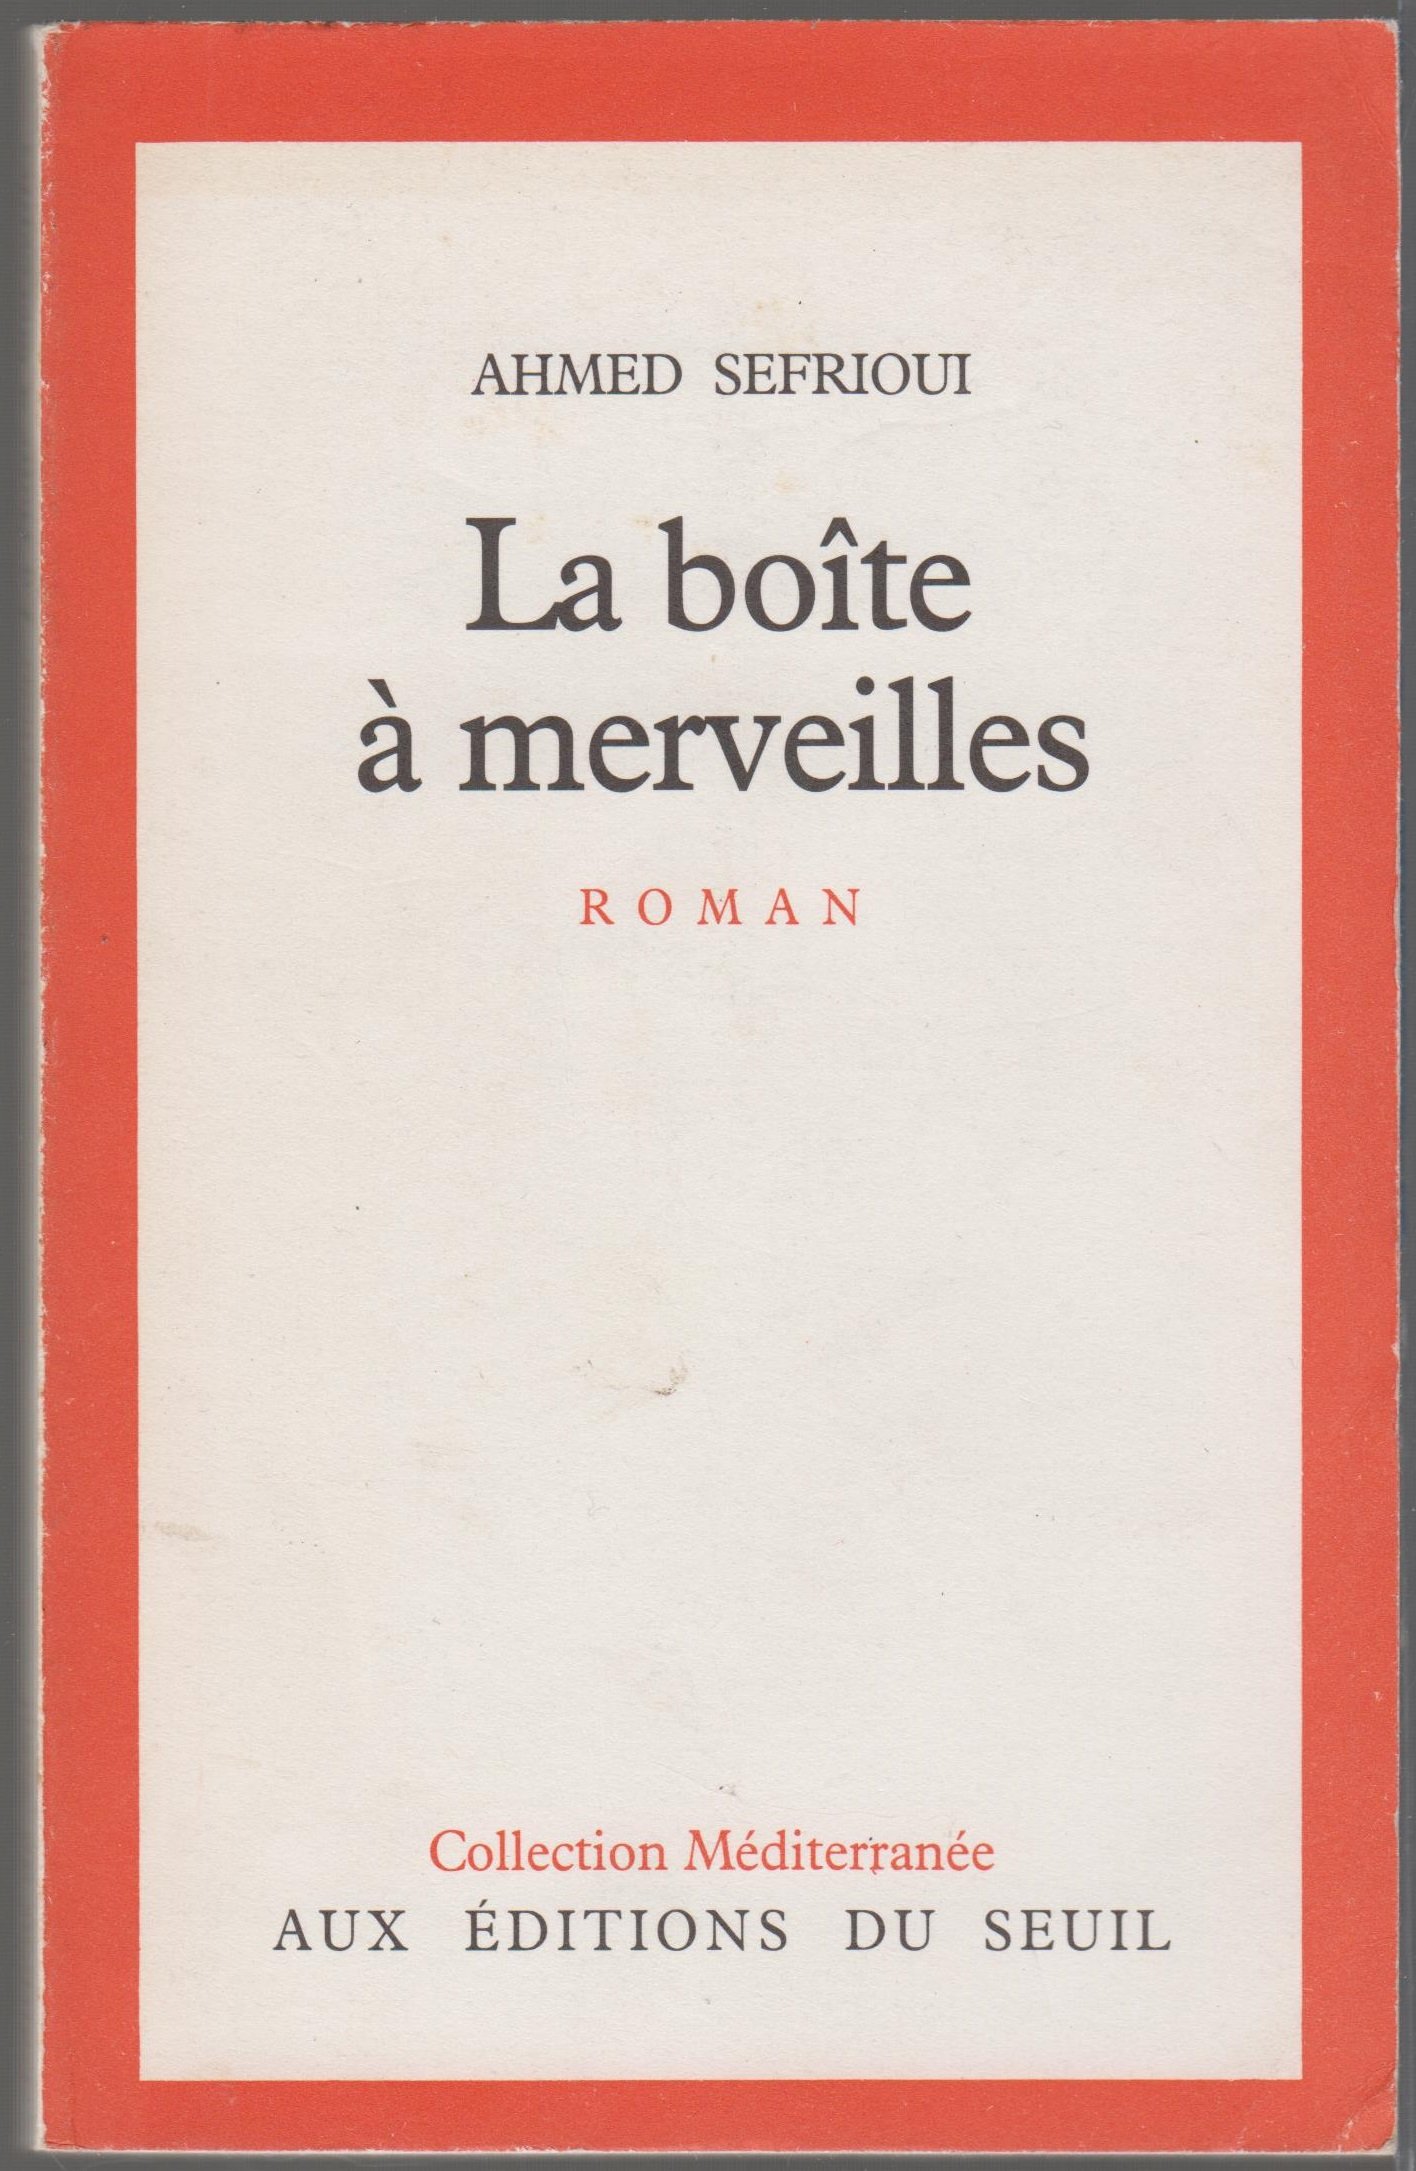 AHMED SEFRIOUI
La boîte
à merveilles
ROMAN
Collection Méditerranée
AUX ÉDITIONS DU SEUIL